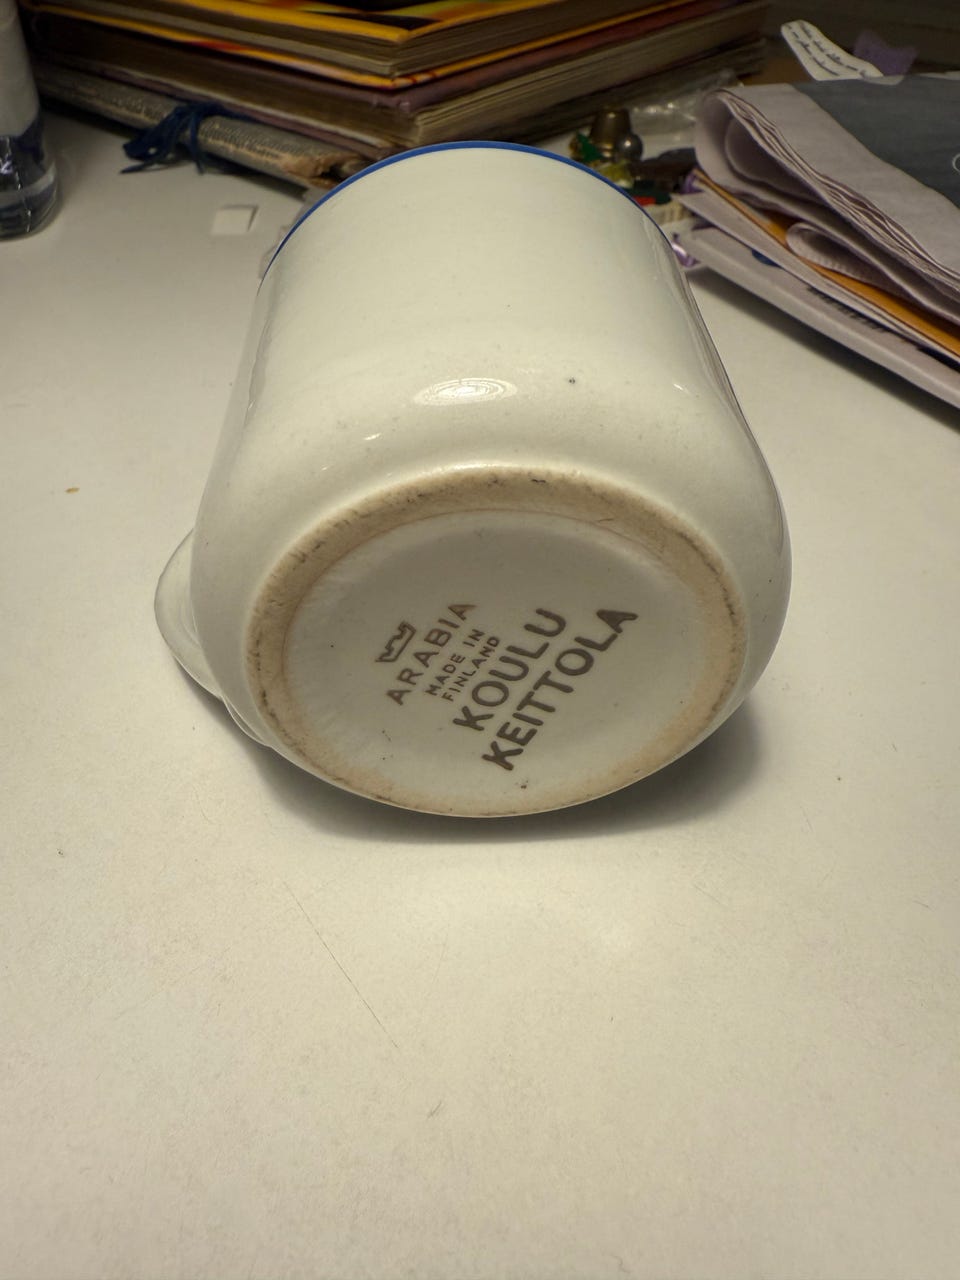 ARABIA
MADE IN
FINLAND
KOULU
KEITTOLA